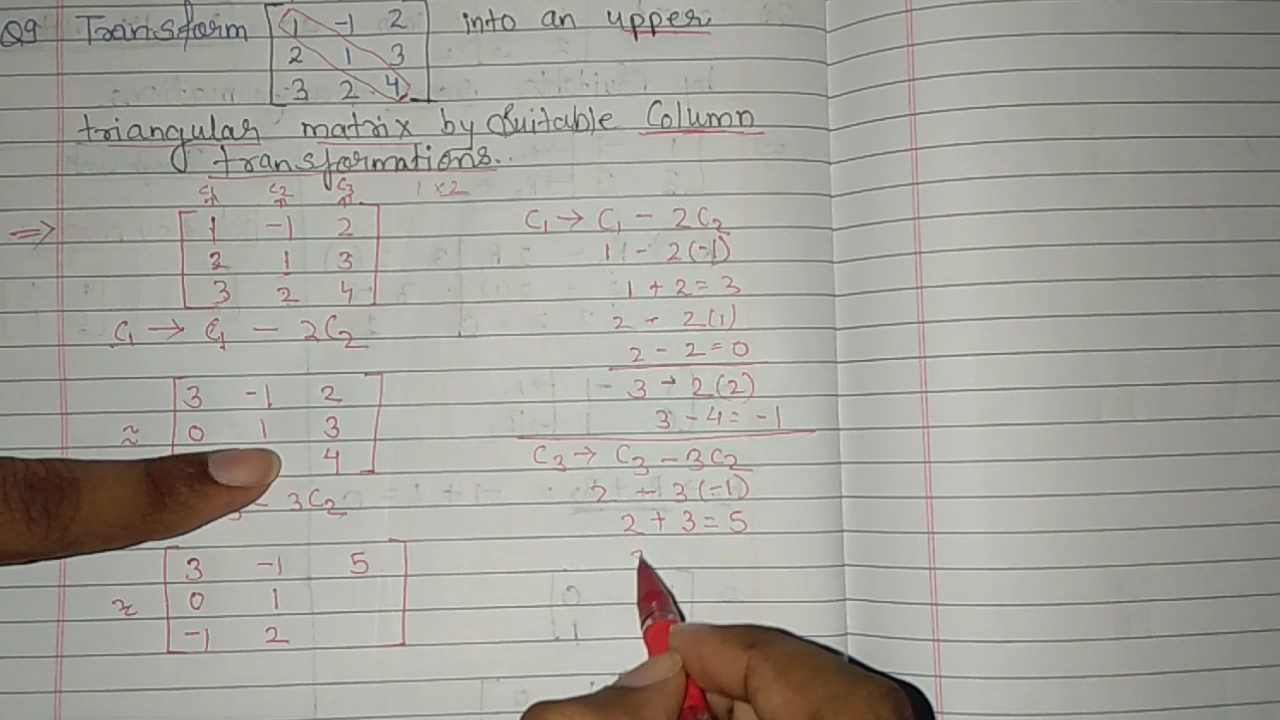 Q9 Transform [1 -1 2 into an upper
2 1 3
3 2 4]
triangular matrix by Suitable Column
transformations.
C1 C2 C3 1 x 2
⇒ [1 -1 2
2 1 3
3 2 4]
C1 → C1 - 2C2
≈ [3 -1 2
0 1 3
4]
3C2
≈ [3 -1 5
0 1
-1 2]
C1 → C1 - 2C2
1 - 2(-1)
1 + 2 = 3
2 - 2(1)
2 - 2 = 0
3 - 2(2)
3 - 4 = -1
C3 → C3 - 3C2
2 - 3(-1)
2 + 3 = 5